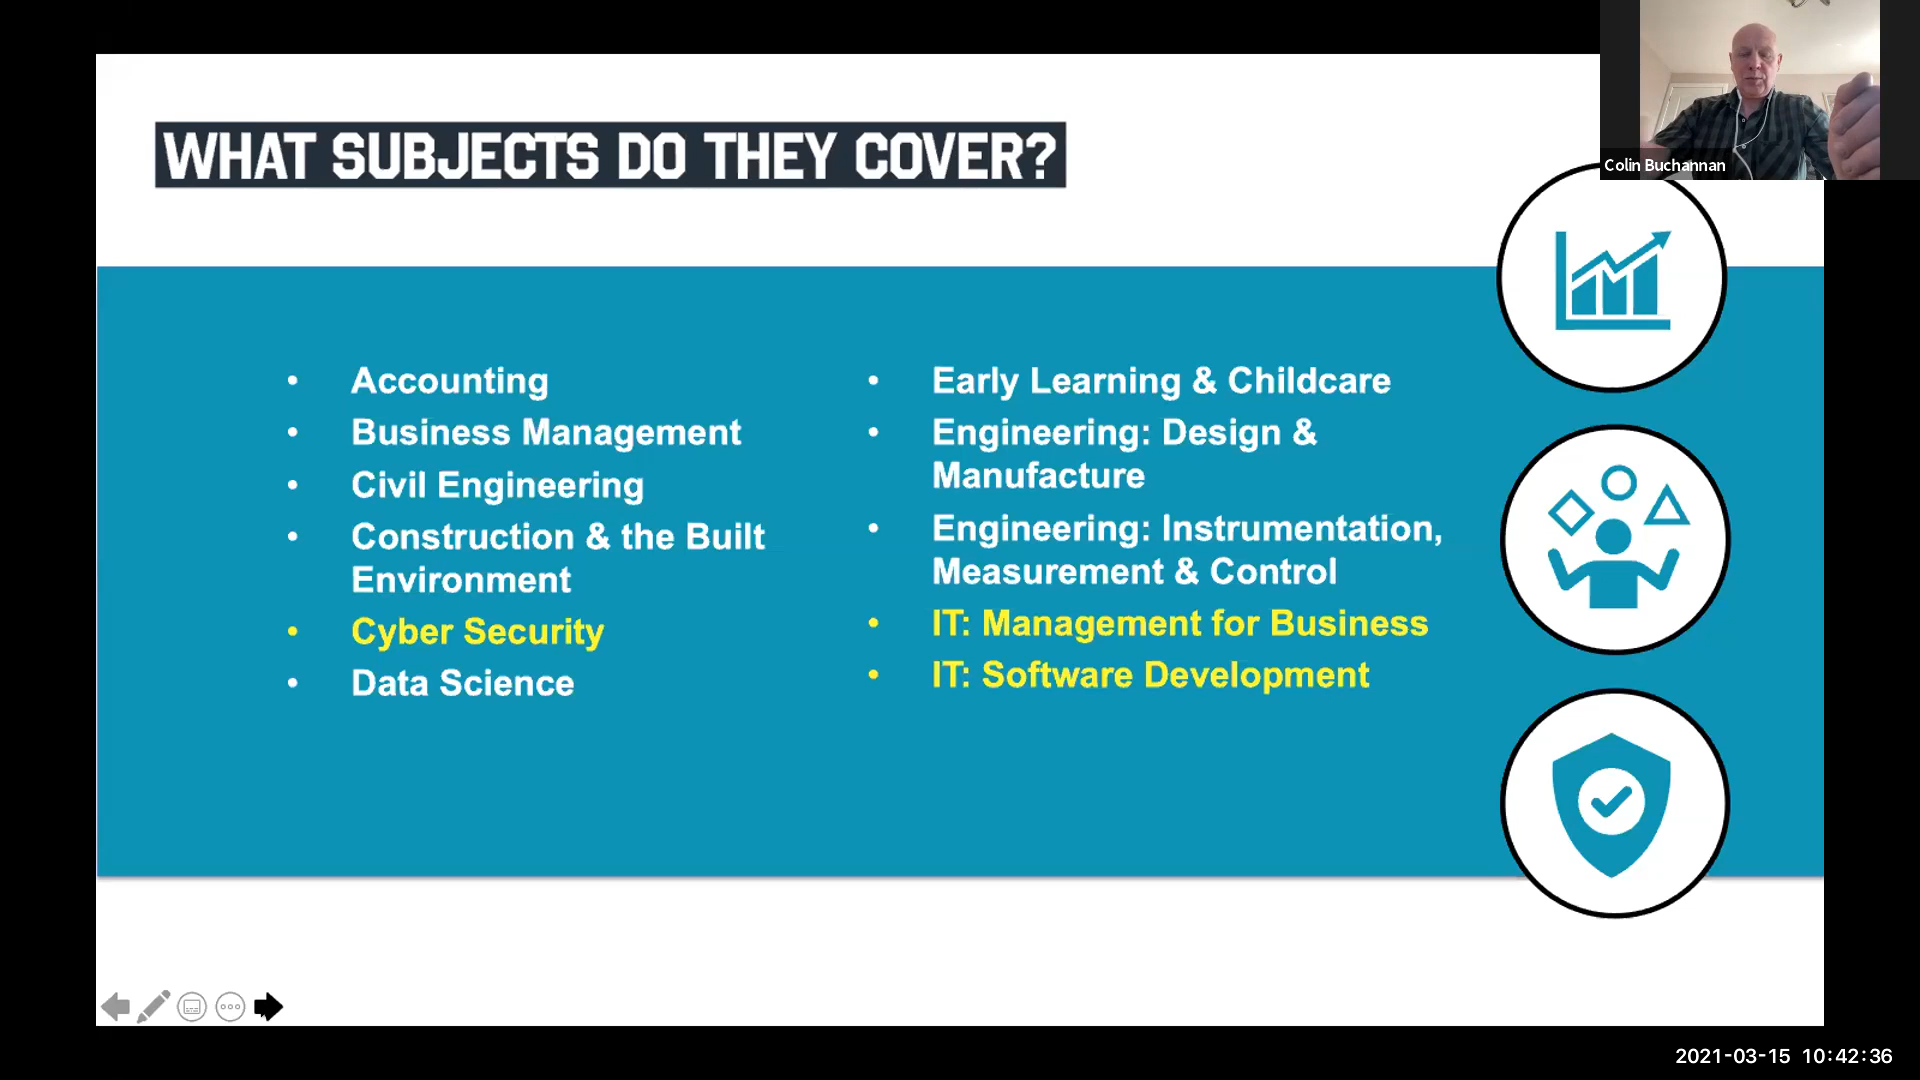 WHAT SUBJECTS DO THEY COVER?
Colin Buchannan
• Accounting
• Business Management
• Civil Engineering
• Construction & the Built
Environment
• Cyber Security
• Data Science
• Early Learning & Childcare
• Engineering: Design &
Manufacture
• Engineering: Instrumentation,
Measurement & Control
• IT: Management for Business
• IT: Software Development
2021-03-15 10:42:36